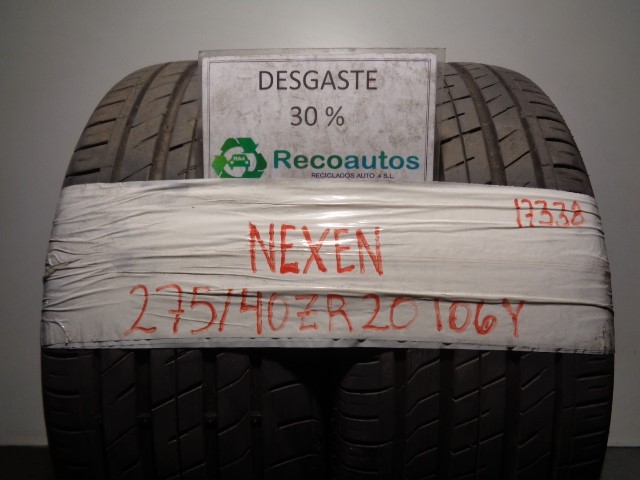 DESGASTE
30 %
Recoautos
RECICLADOS AUTO 4 S.L.
17338
NEXEN
275/40ZR20 106Y